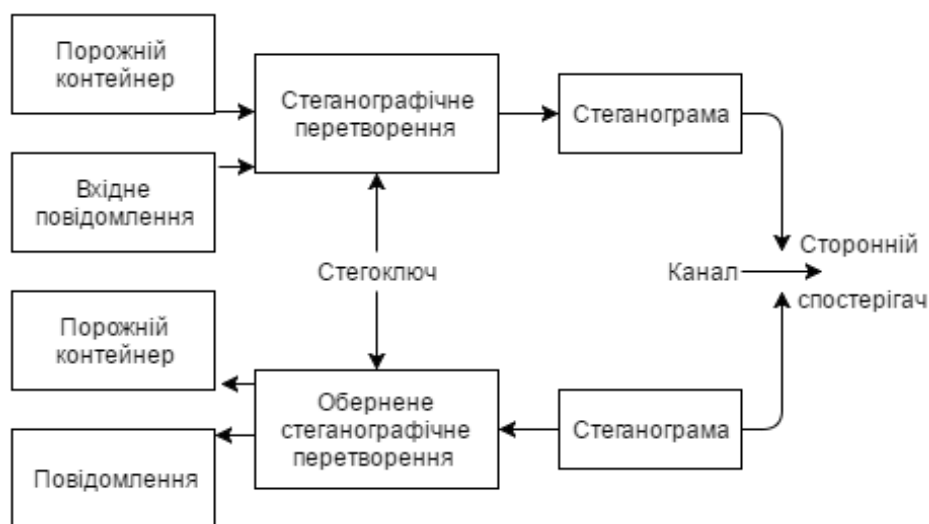 Порожній
контейнер
Вхідне
повідомлення
Стеганографічне
перетворення
Стеганограма
Стегоключ
Канал
Сторонній
спостерігач
Порожній
контейнер
Повідомлення
Обернене
стеганографічне
перетворення
Стеганограма